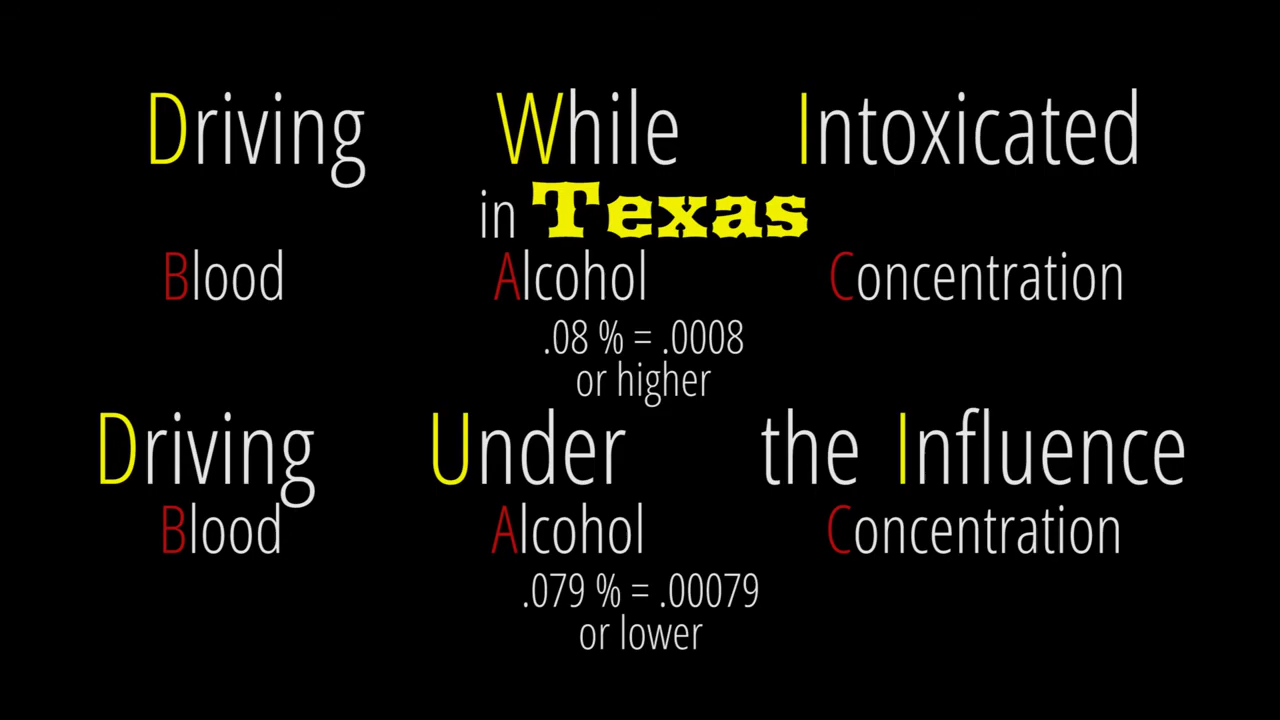 Driving While Intoxicated
in Texas
Blood Alcohol Concentration
.08 % = .0008
or higher
Driving Under the Influence
Blood Alcohol Concentration
.079 % = .00079
or lower